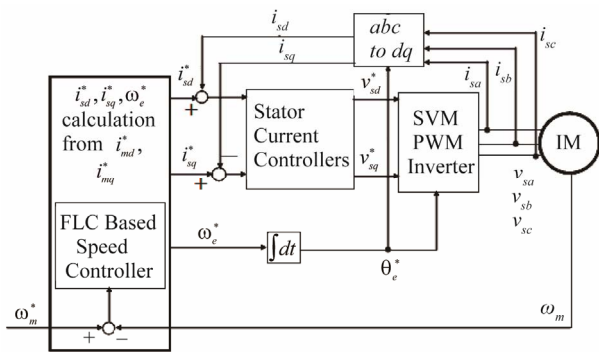 i_sd
i_sq
abc
to dq
i_sc
i_sb
i_sa
i*_sd
i*_sd, i*_sq, ω*_e
calculation
from i*_md,
i*_mq
+
i*_sq
−
+
Stator
Current
Controllers
v*_sd
v*_sq
SVM
PWM
Inverter
IM
v_sa
v_sb
v_sc
FLC Based
Speed
Controller
ω*_e
∫dt
θ*_e
ω*_m
+
−
ω_m